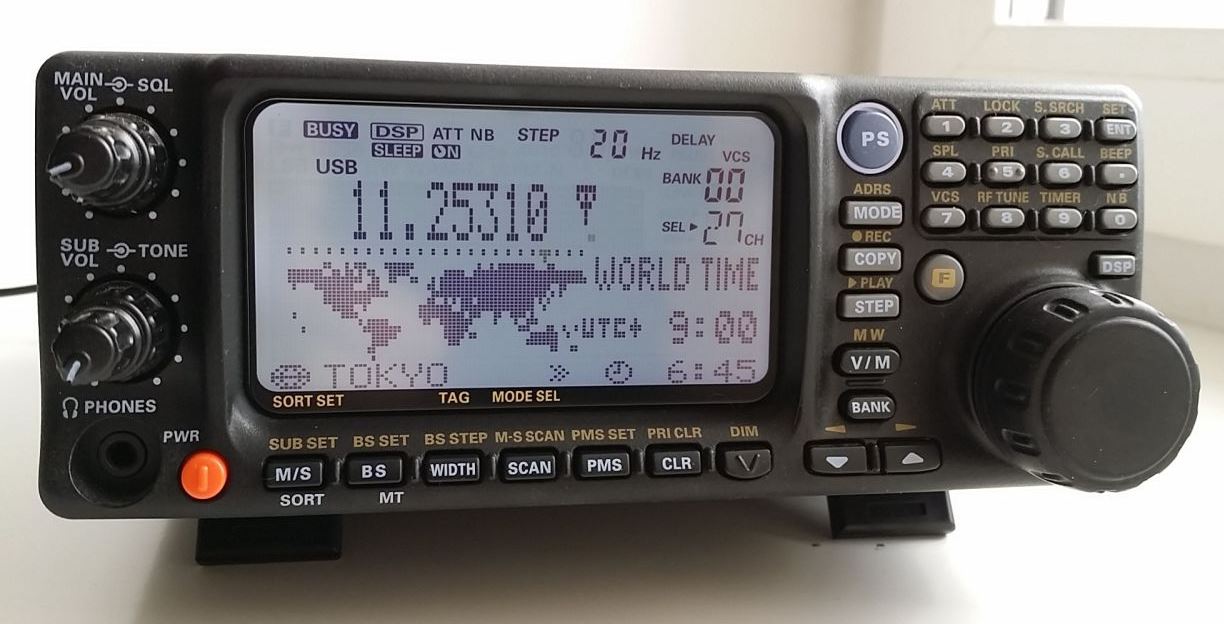 MAIN VOL SQL
SUB VOL TONE
PHONES
PWR
BUSY DSP ATT NB STEP 20 Hz DELAY
SLEEP ON
USB
VCS
BANK 00
11.25310
SEL 27 CH
WORLD TIME
UTC+ 9:00
TOKYO 6:45
SORT SET TAG MODE SEL
SUB SET BS SET BS STEP M-S SCAN PMS SET PRI CLR DIM
M/S BS WIDTH SCAN PMS CLR V
SORT MT
PS
ADRS
MODE
REC
COPY
PLAY
STEP
M W
V/M
BANK
ATT LOCK S. SRCH SET
1 2 3 ENT
SPL PRI S. CALL BEEP
4 5 6 .
VCS RF TUNE TIMER NB
7 8 9 0
F
DSP